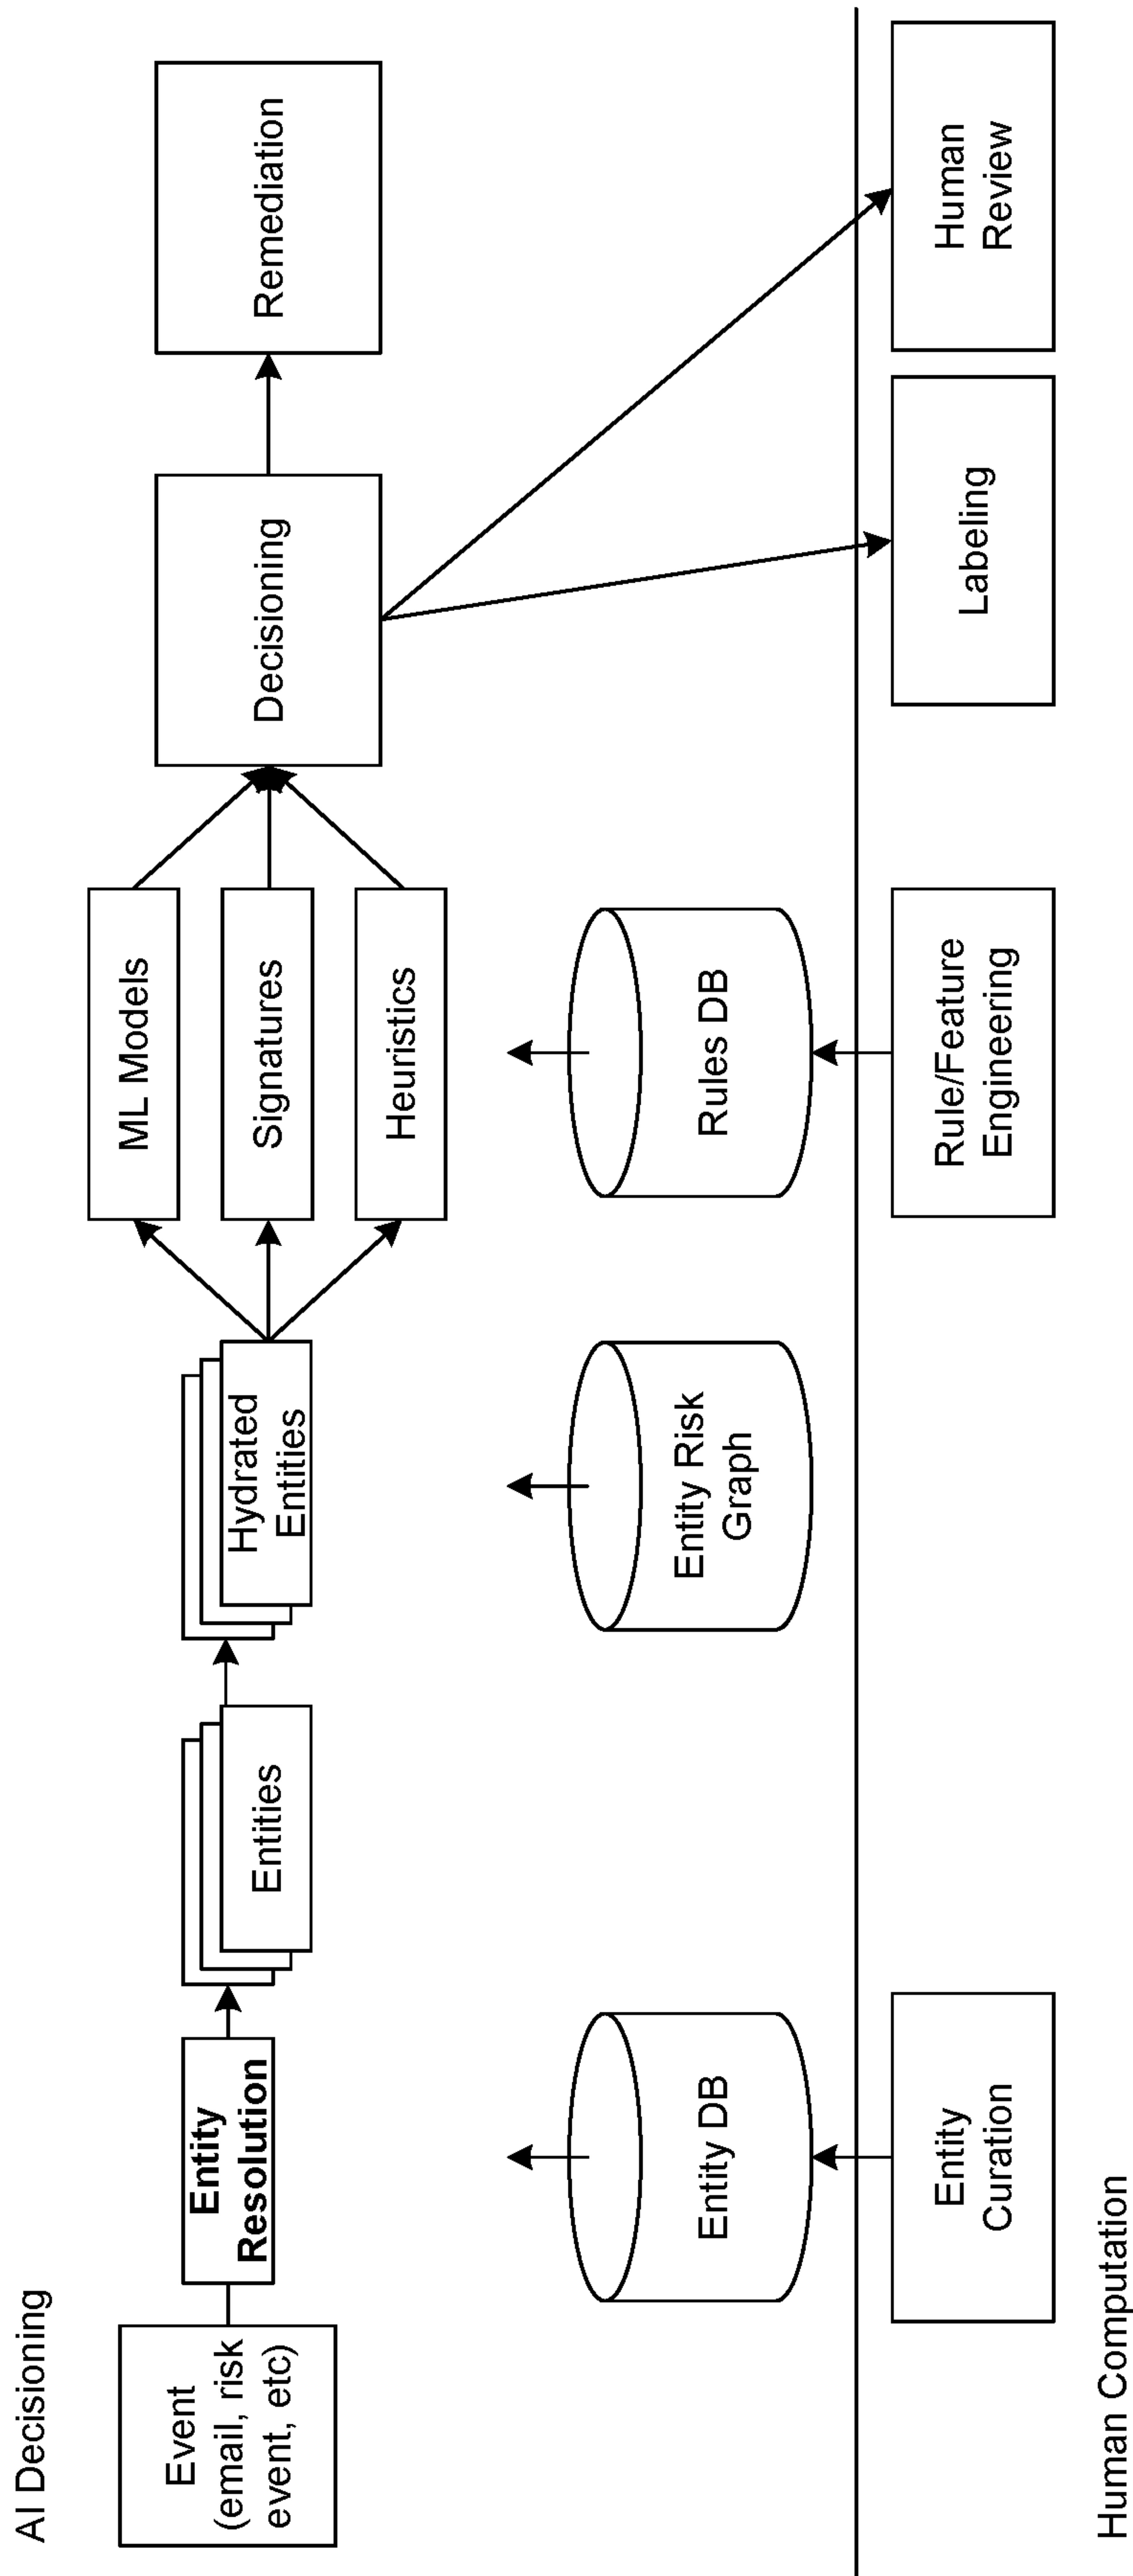 AI Decisioning
Event
(email, risk
event, etc)
Entity
Resolution
Entities
Hydrated
Entities
ML Models
Signatures
Heuristics
Decisioning
Remediation
Entity DB
Entity Risk
Graph
Rules DB
Entity
Curation
Rule/Feature
Engineering
Labeling
Human
Review
Human Computation